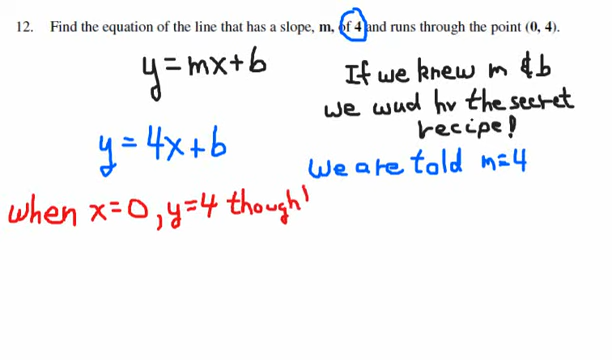 12. Find the equation of the line that has a slope, m, of 4 and runs through the point (0, 4).
y = mx + b
If we knew m & b
we wud hv the secret
recipe!
y = 4x + b
we are told m = 4
when x = 0, y = 4 though!